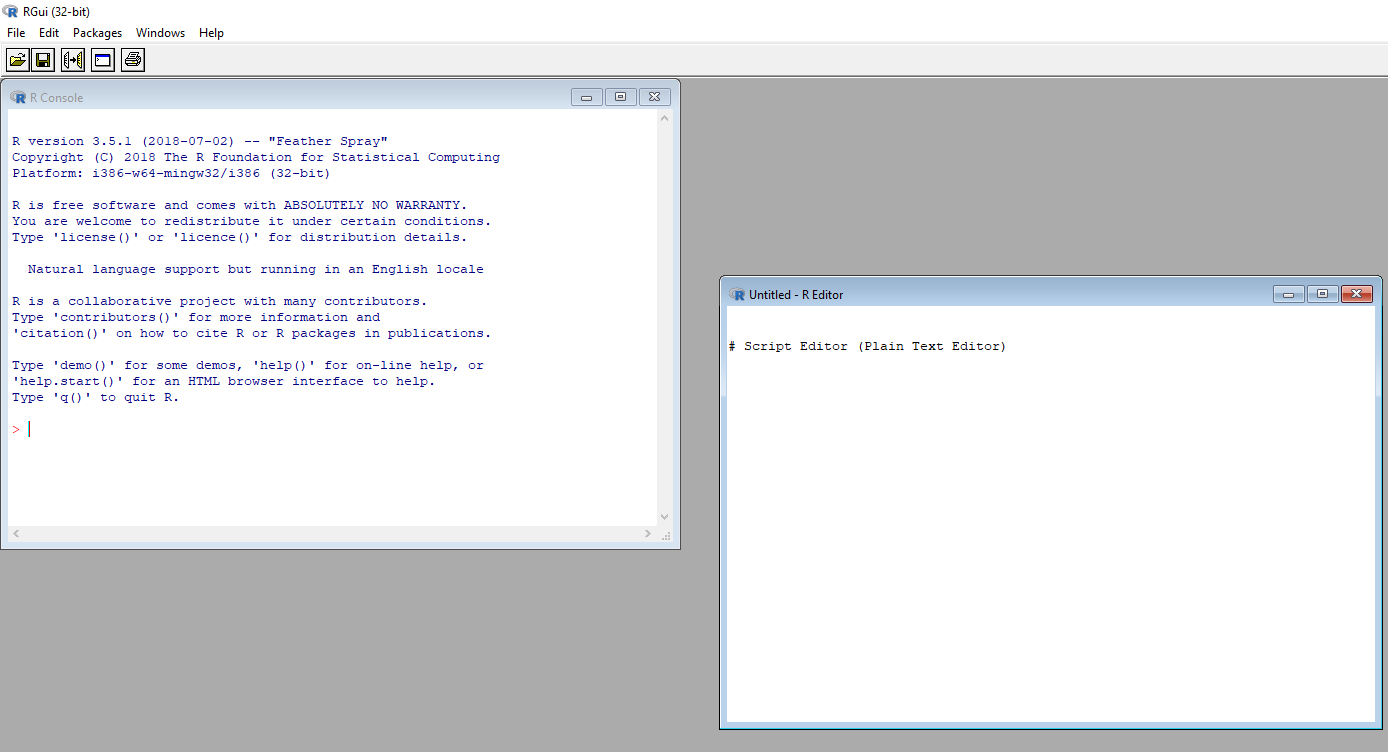 RGui (32-bit)
File Edit Packages Windows Help
R Console
R version 3.5.1 (2018-07-02) -- "Feather Spray"
Copyright (C) 2018 The R Foundation for Statistical Computing
Platform: i386-w64-mingw32/i386 (32-bit)
R is free software and comes with ABSOLUTELY NO WARRANTY.
You are welcome to redistribute it under certain conditions.
Type 'license()' or 'licence()' for distribution details.
Natural language support but running in an English locale
R is a collaborative project with many contributors.
Type 'contributors()' for more information and
'citation()' on how to cite R or R packages in publications.
Type 'demo()' for some demos, 'help()' for on-line help, or
'help.start()' for an HTML browser interface to help.
Type 'q()' to quit R.
>
Untitled - R Editor
# Script Editor (Plain Text Editor)